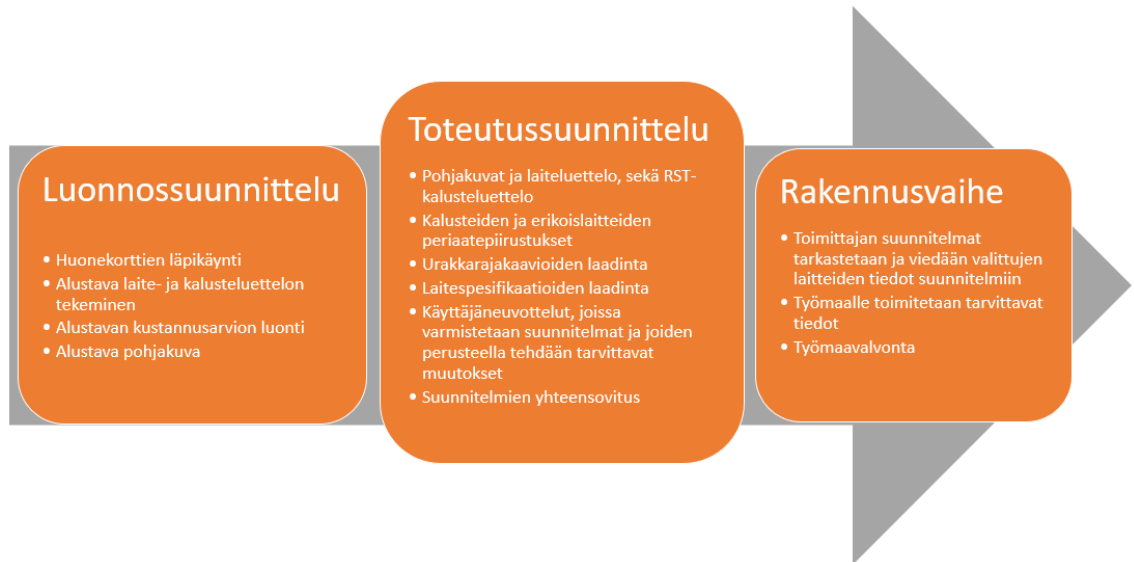 Luonnossuunnittelu
• Huonekorttien läpikäynti
• Alustava laite- ja kalusteluettelon
tekeminen
• Alustavan kustannusarvion luonti
• Alustava pohjakuva
Toteutussuunnittelu
• Pohjakuvat ja laiteluettelo, sekä RST-
kalusteluettelo
• Kalusteiden ja erikoislaitteiden
periaatepiirustukset
• Urakkarajakaavioiden laadinta
• Laitespesifikaatioiden laadinta
• Käyttäjäneuvottelut, joissa
varmistetaan suunnitelmat ja joiden
perusteella tehdään tarvittavat
muutokset
• Suunnitelmien yhteensovitus
Rakennusvaihe
• Toimittajan suunnitelmat
tarkastetaan ja viedään valittujen
laitteiden tiedot suunnitelmiin
• Työmaalle toimitetaan tarvittavat
tiedot
• Työmaavalvonta